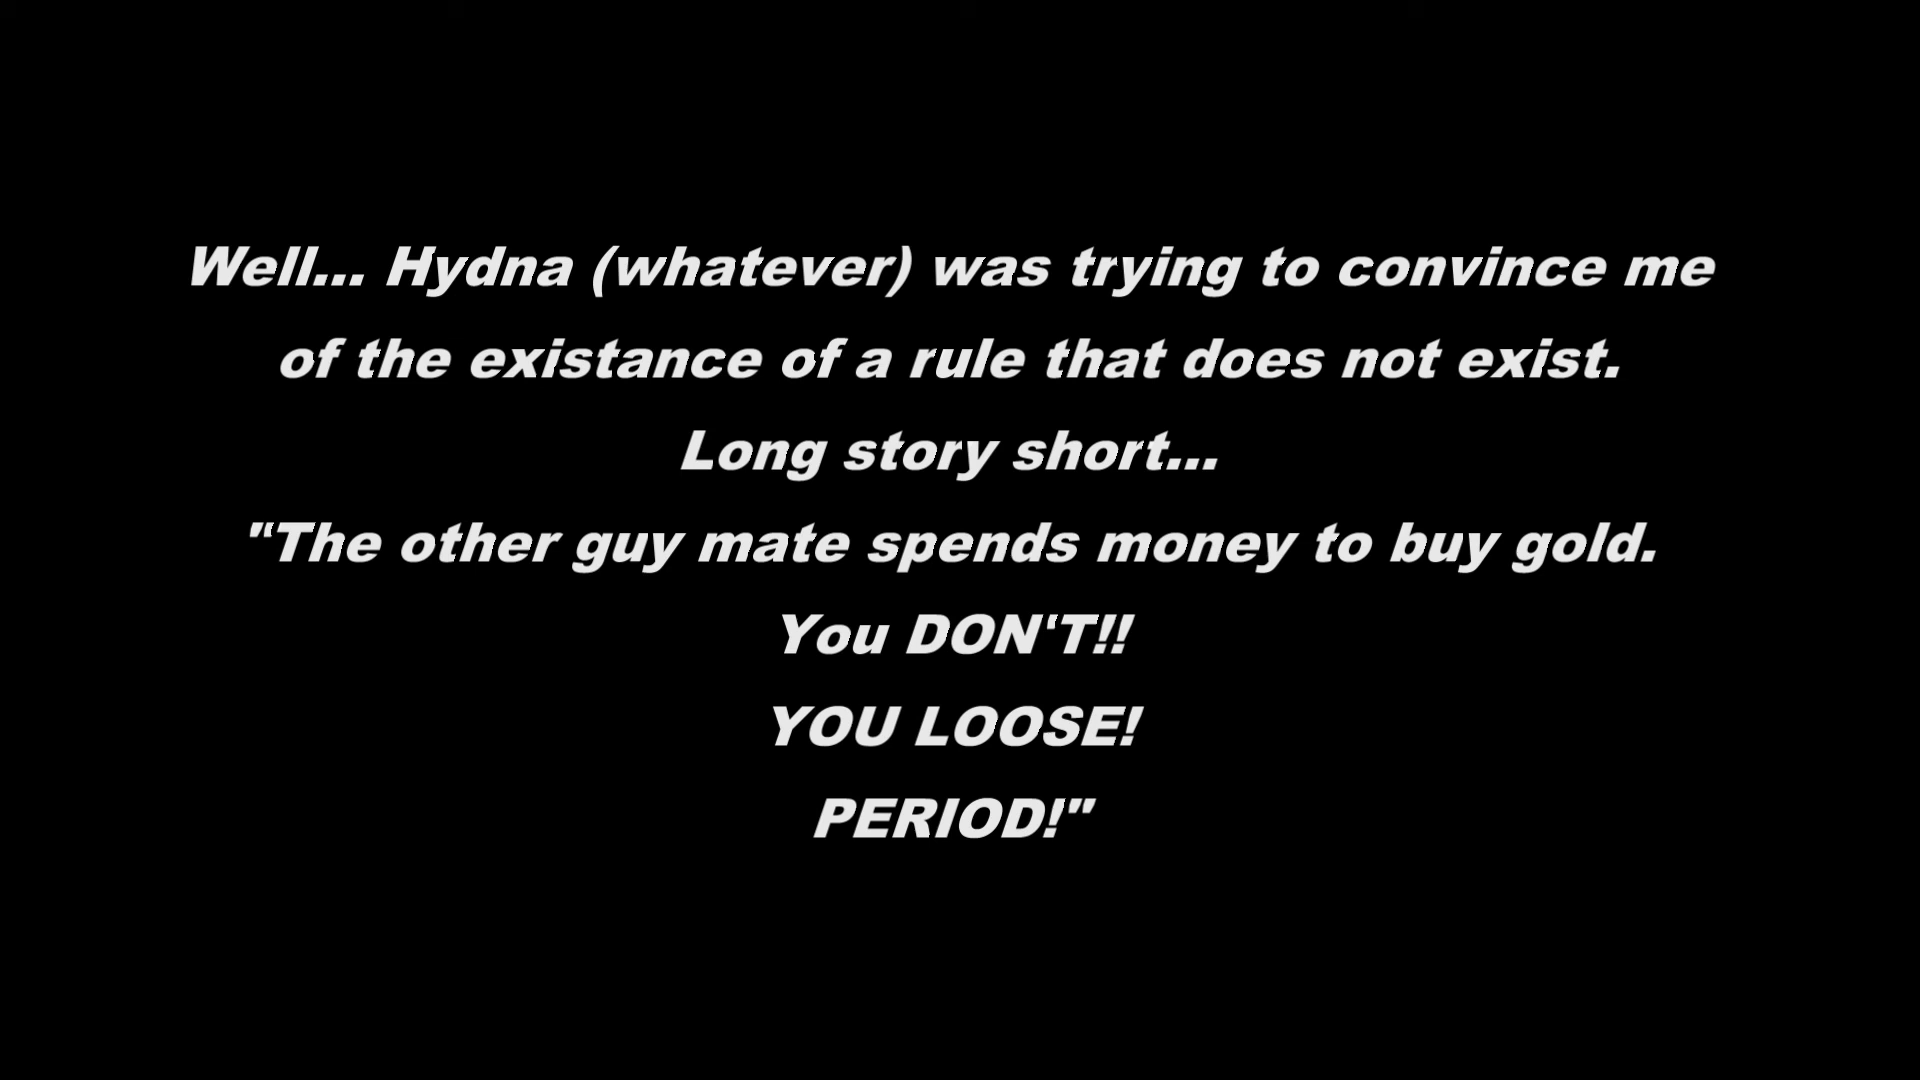 Well... Hydna (whatever) was trying to convince me
of the existance of a rule that does not exist.
Long story short...
"The other guy mate spends money to buy gold.
You DON'T!!
YOU LOOSE!
PERIOD!"